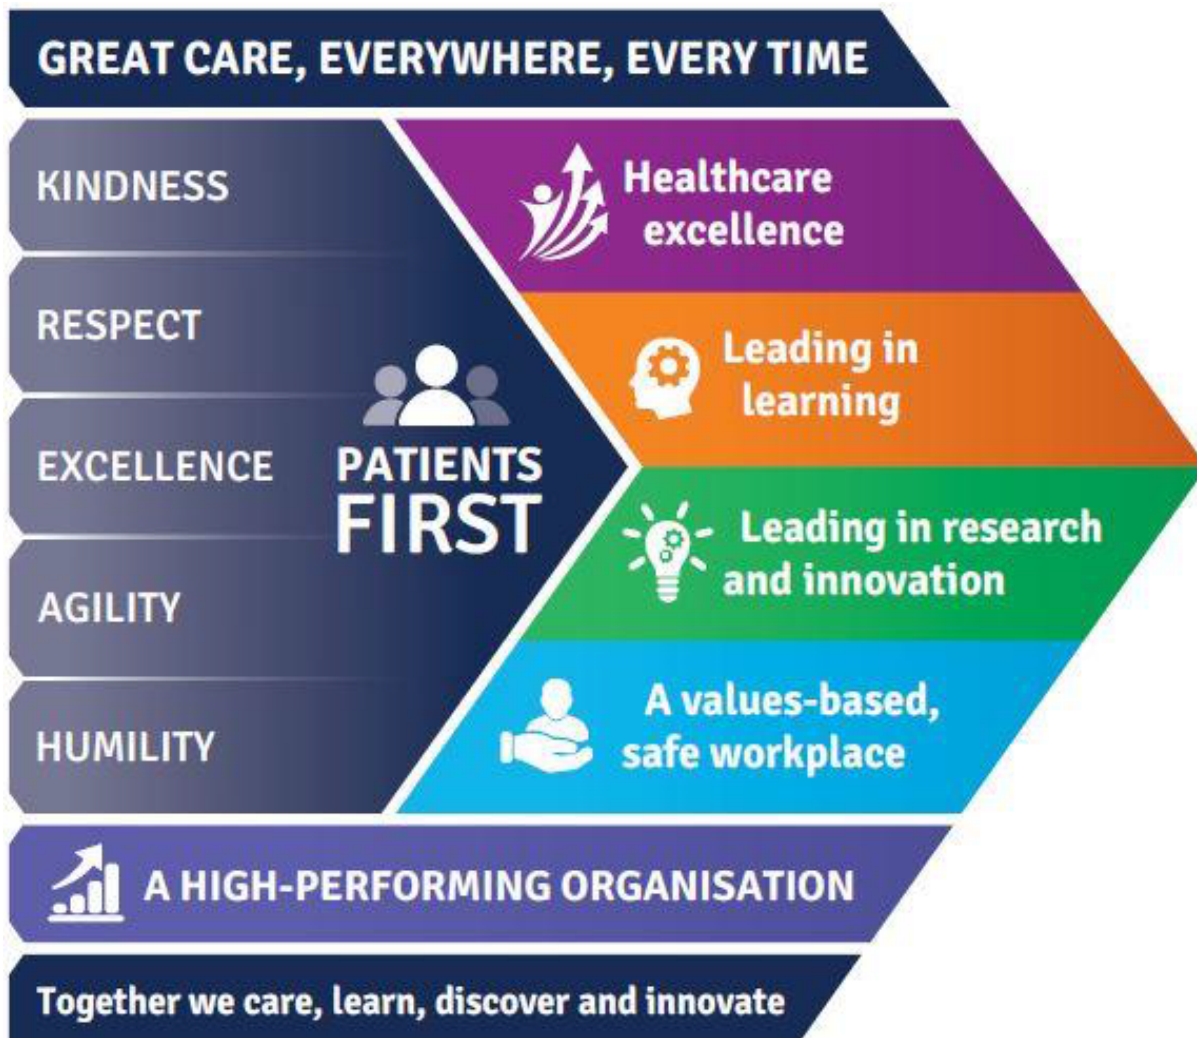 GREAT CARE, EVERYWHERE, EVERY TIME
KINDNESS
RESPECT
EXCELLENCE
AGILITY
HUMILITY
PATIENTS
FIRST
Healthcare
excellence
Leading in
learning
Leading in research
and innovation
A values-based,
safe workplace
A HIGH-PERFORMING ORGANISATION
Together we care, learn, discover and innovate